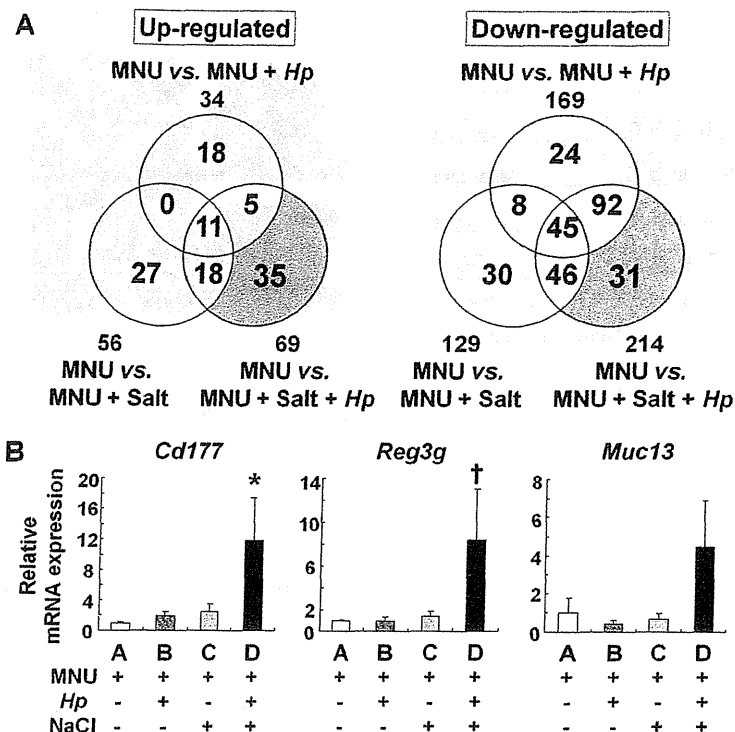 A
Up-regulated
Down-regulated
MNU vs. MNU + Hp
34
18
0
5
11
27
18
35
56
69
MNU vs.
MNU + Salt
MNU vs.
MNU + Salt + Hp
MNU vs. MNU + Hp
169
24
8
92
45
30
46
31
129
214
MNU vs.
MNU + Salt
MNU vs.
MNU + Salt + Hp
B
Cd177
Reg3g
Muc13
Relative
mRNA expression
20
16
12
8
4
0
*
14
10
6
2
0
†
8
6
4
2
0
A B C D A B C D A B C D
MNU + + + + + + + + + + + +
Hp - + - + - + - + - + - +
NaCl - - + + - - + + - - + +